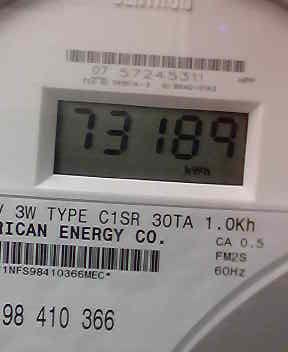 07 57245311
73189
kWh
V 3W TYPE C1SR 30TA 1.0Kh
RICAN ENERGY CO.
CA 0.5
FM2S
60Hz
1NFS98410366MEC*
98 410 366